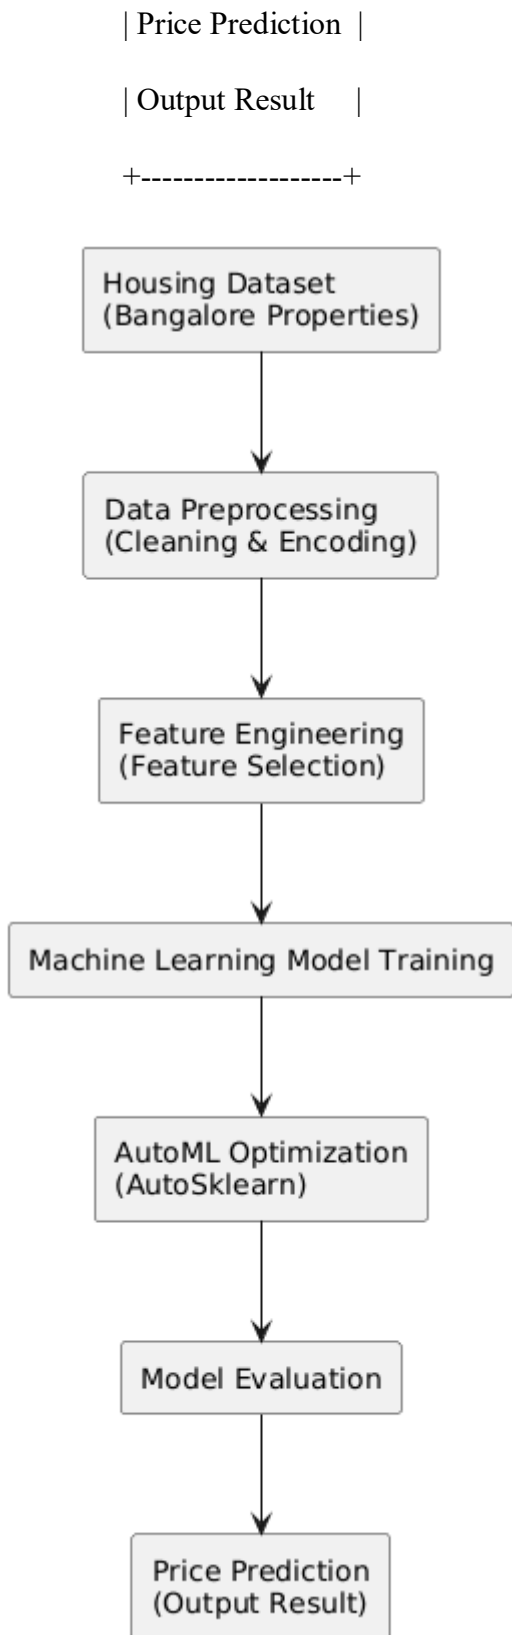 | Price Prediction |
| Output Result |
+-------------------+
Housing Dataset
(Bangalore Properties)
Data Preprocessing
(Cleaning & Encoding)
Feature Engineering
(Feature Selection)
Machine Learning Model Training
AutoML Optimization
(AutoSklearn)
Model Evaluation
Price Prediction
(Output Result)